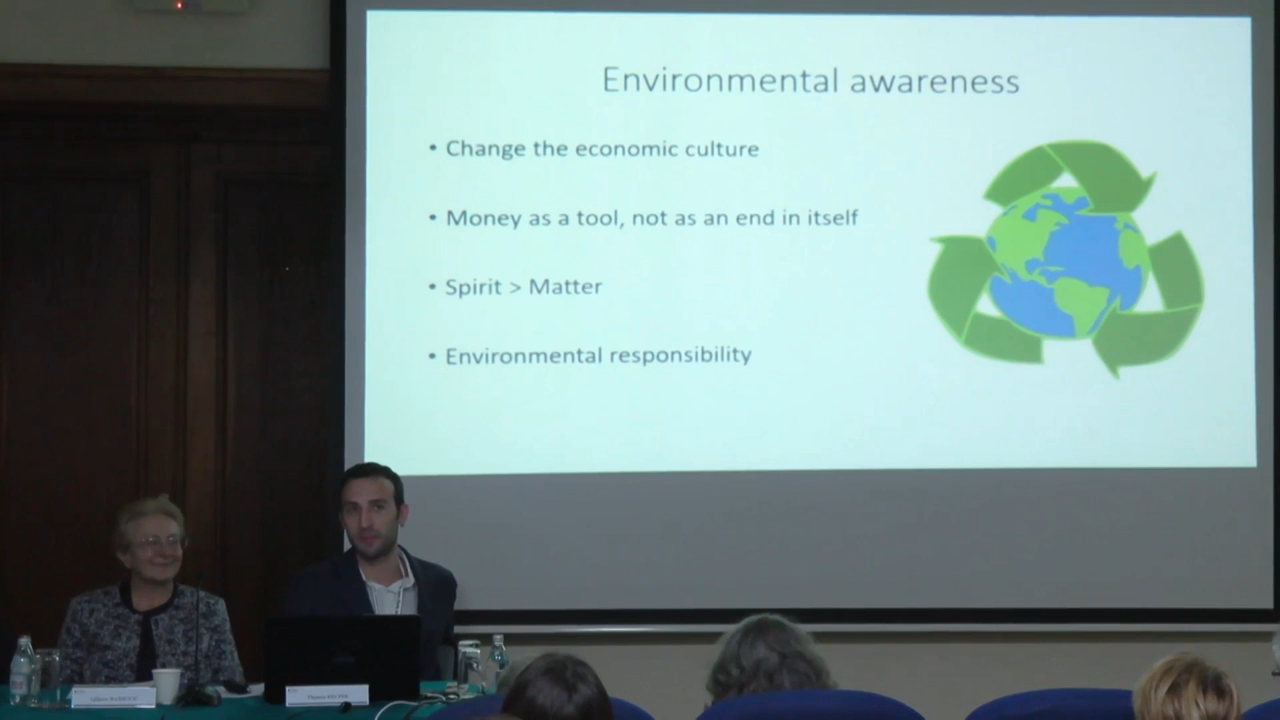 Environmental awareness
• Change the economic culture
• Money as a tool, not as an end in itself
• Spirit > Matter
• Environmental responsibility